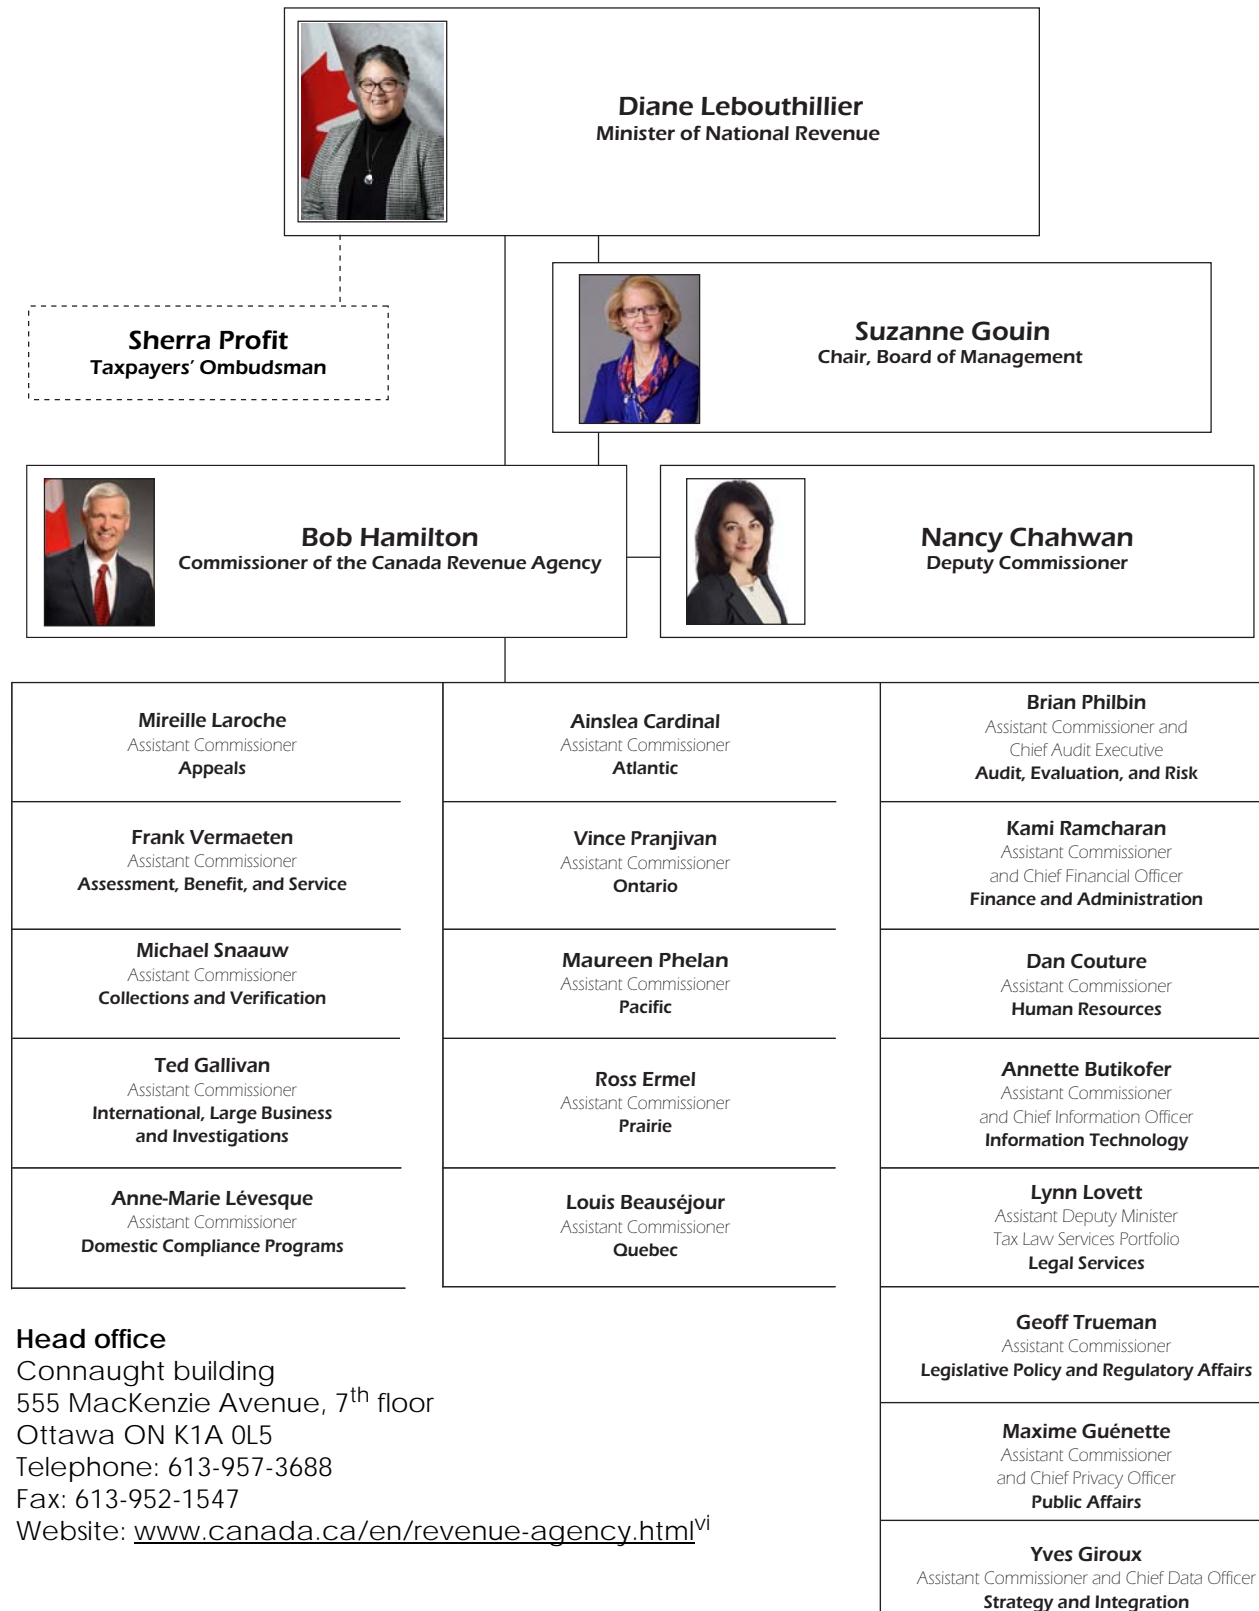 Diane Lebouthillier
Minister of National Revenue
Sherra Profit
Taxpayers’ Ombudsman
Suzanne Gouin
Chair, Board of Management
Bob Hamilton
Commissioner of the Canada Revenue Agency
Nancy Chahwan
Deputy Commissioner
Mireille Laroche
Assistant Commissioner
Appeals
Frank Vermaeten
Assistant Commissioner
Assessment, Benefit, and Service
Michael Snaauw
Assistant Commissioner
Collections and Verification
Ted Gallivan
Assistant Commissioner
International, Large Business
and Investigations
Anne-Marie Lévesque
Assistant Commissioner
Domestic Compliance Programs
Ainslea Cardinal
Assistant Commissioner
Atlantic
Vince Pranjivan
Assistant Commissioner
Ontario
Maureen Phelan
Assistant Commissioner
Pacific
Ross Ermel
Assistant Commissioner
Prairie
Louis Beauséjour
Assistant Commissioner
Quebec
Brian Philbin
Assistant Commissioner and
Chief Audit Executive
Audit, Evaluation, and Risk
Kami Ramcharan
Assistant Commissioner
and Chief Financial Officer
Finance and Administration
Dan Couture
Assistant Commissioner
Human Resources
Annette Butikofer
Assistant Commissioner
and Chief Information Officer
Information Technology
Lynn Lovett
Assistant Deputy Minister
Tax Law Services Portfolio
Legal Services
Geoff Trueman
Assistant Commissioner
Legislative Policy and Regulatory Affairs
Maxime Guénette
Assistant Commissioner
and Chief Privacy Officer
Public Affairs
Yves Giroux
Assistant Commissioner and Chief Data Officer
Strategy and Integration
Head office
Connaught building
555 MacKenzie Avenue, 7th floor
Ottawa ON K1A 0L5
Telephone: 613-957-3688
Fax: 613-952-1547
Website: www.canada.ca/en/revenue-agency.htmlvi